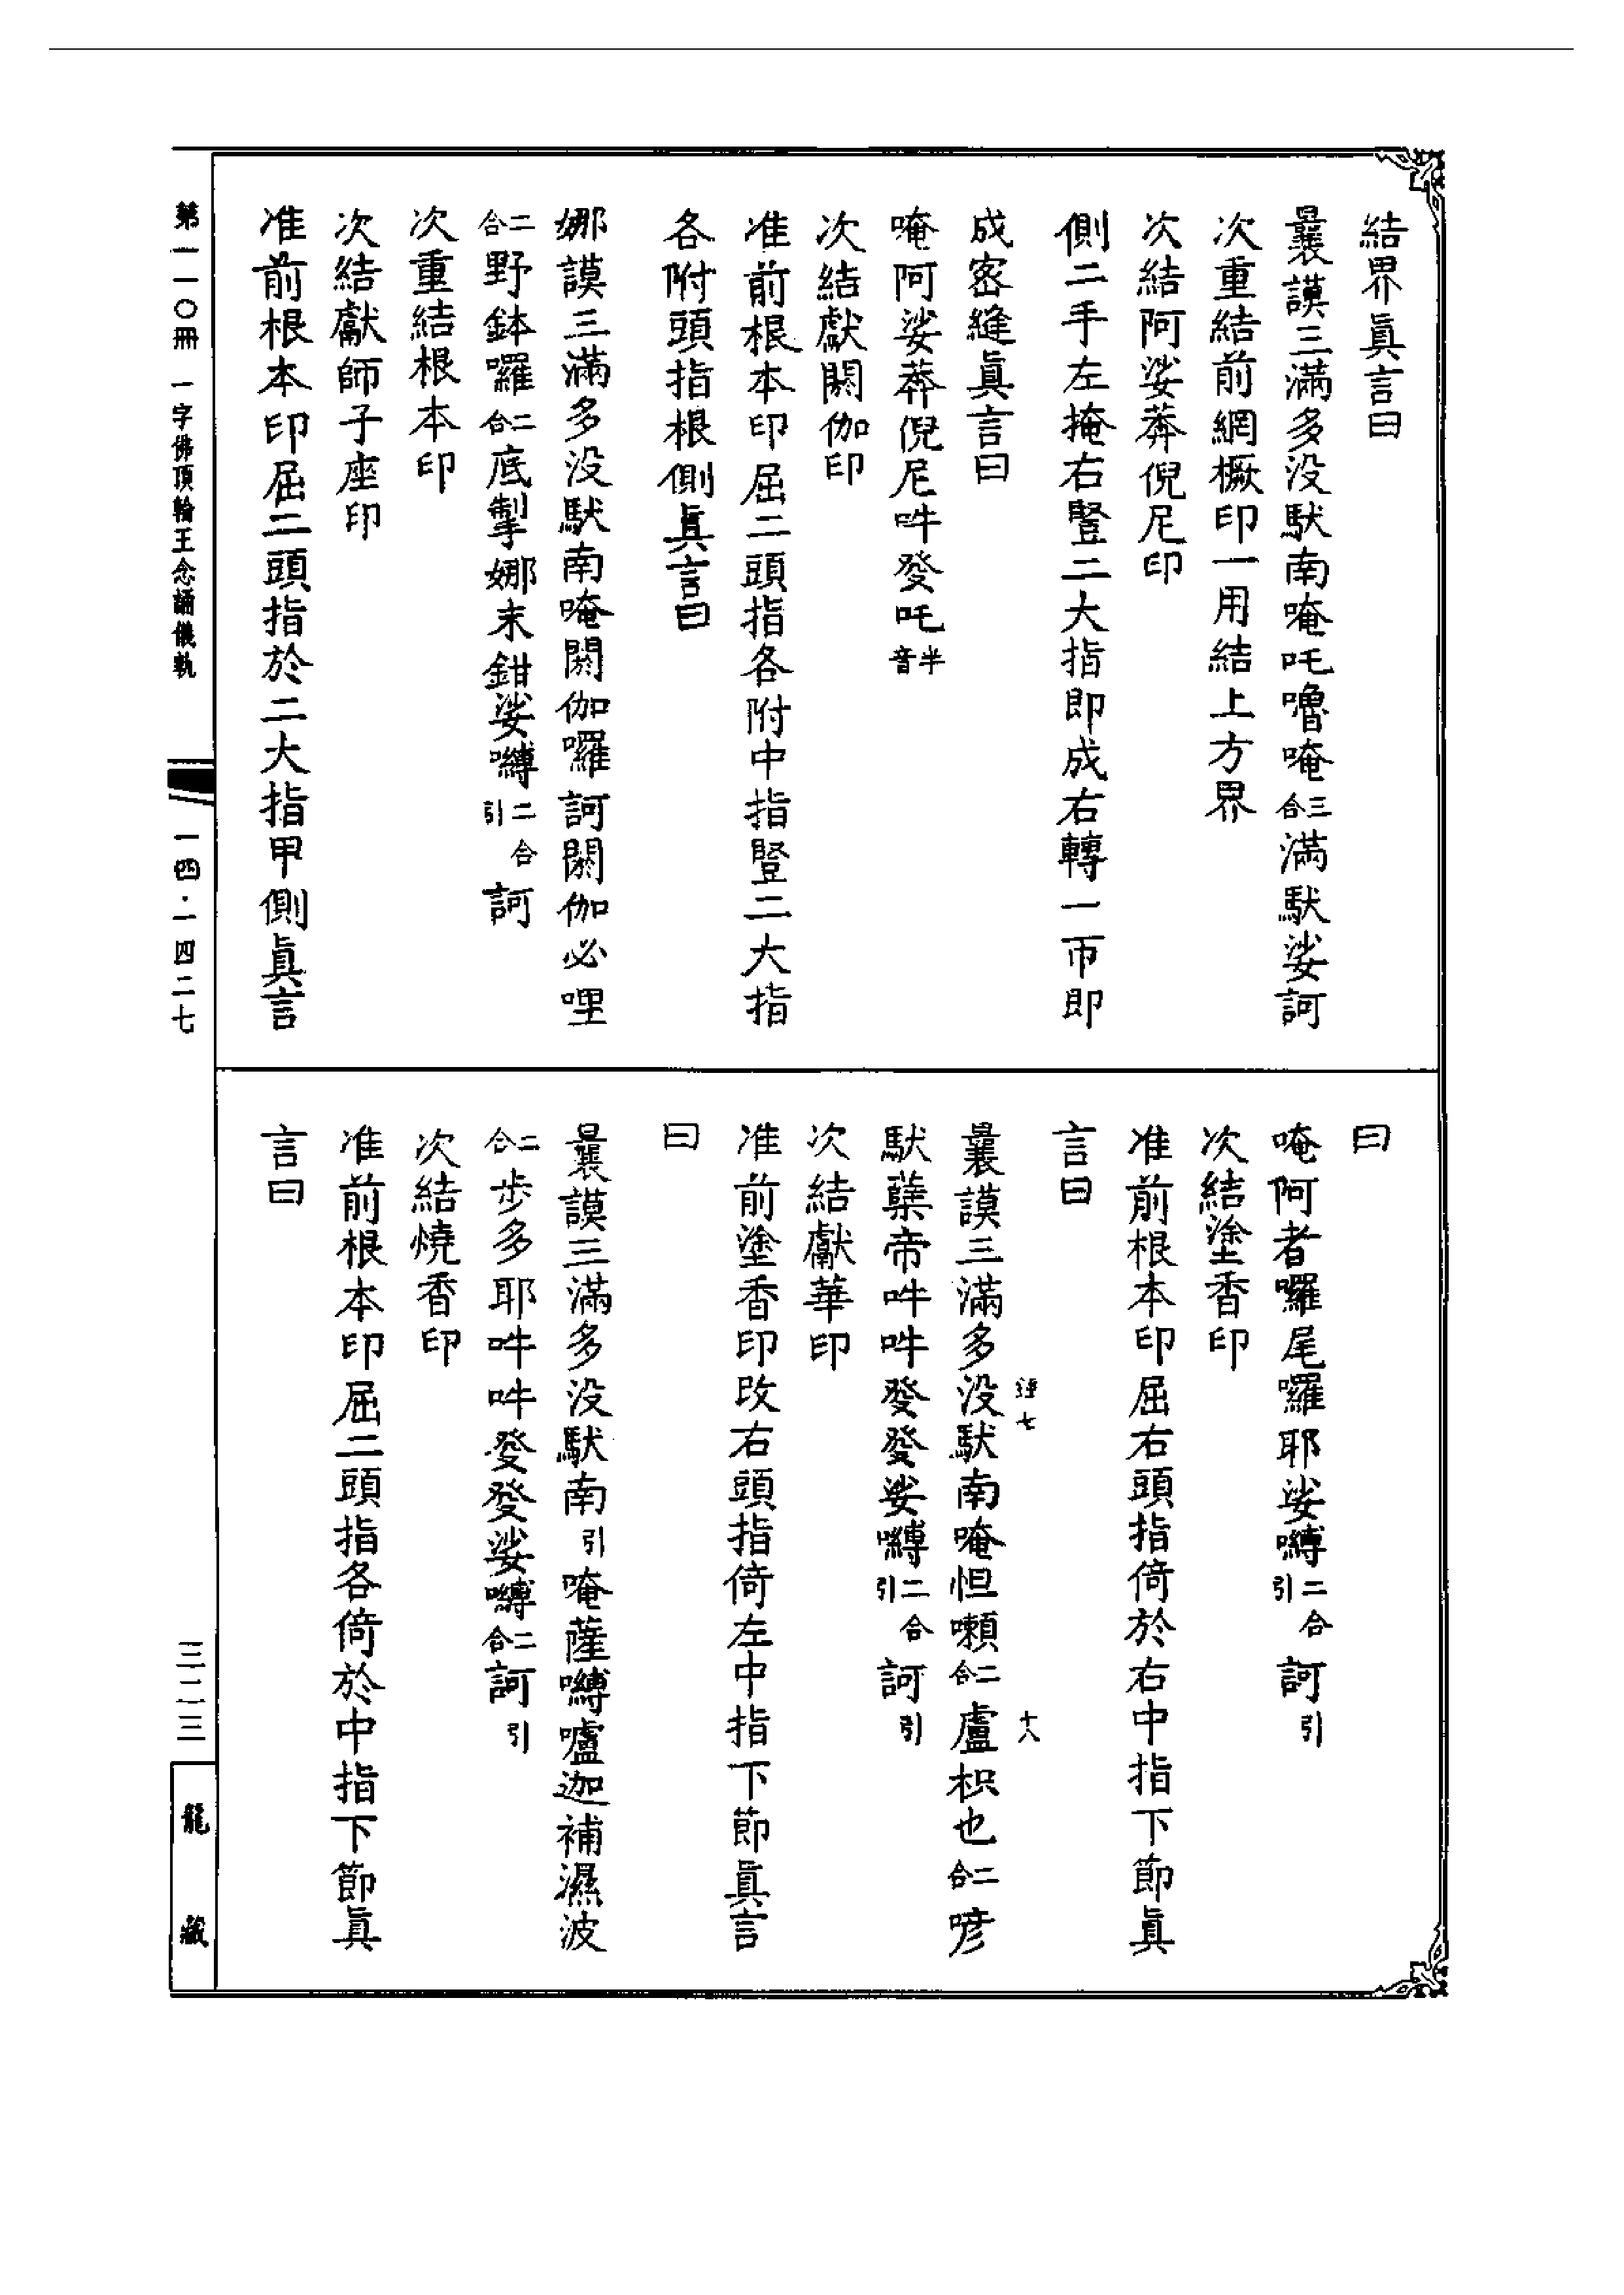 結界眞言曰
曩謨三滿多没馱南唵吒嚕唵三合滿馱娑訶
次重結前網橛印一用結上方界
次結阿娑莽倪尼印
側二手左掩右豎二大指即成右轉一帀即
成密縫眞言曰
唵阿娑莽倪尼吽發吒半音
次結獻閼伽印
准前根本印屈二頭指各附中指豎二大指
各附頭指根側眞言曰
娜謨三滿多没馱南唵閼伽囉訶閼伽必哩
二合野鉢囉二合底掣娜末鉗娑嚩二合引訶
次重結根本印
次結獻師子座印
准前根本印屈二頭指於二大指甲側眞言
曰
唵阿者囉尾囉耶娑嚩二合引訶引
次結塗香印
准前根本印屈右頭指倚於右中指下節眞
言曰
曩謨三滿多没馱南唵怛嚩二合盧枳也二合喭
馱蘖帝吽吽發發娑嚩二合引訶引
次結獻華印
准前塗香印改右頭指倚左中指下節眞言
曰
曩謨三滿多没馱南引唵薩嚩嚧迦補濕波
二合步多耶吽吽發發娑嚩二合訶引
次結燒香印
准前根本印屈二頭指各倚於中指下節眞
言曰
七
十八
第一一〇冊 一字佛頂輪王念誦儀軌
一四·一四二七
三二三
龍藏